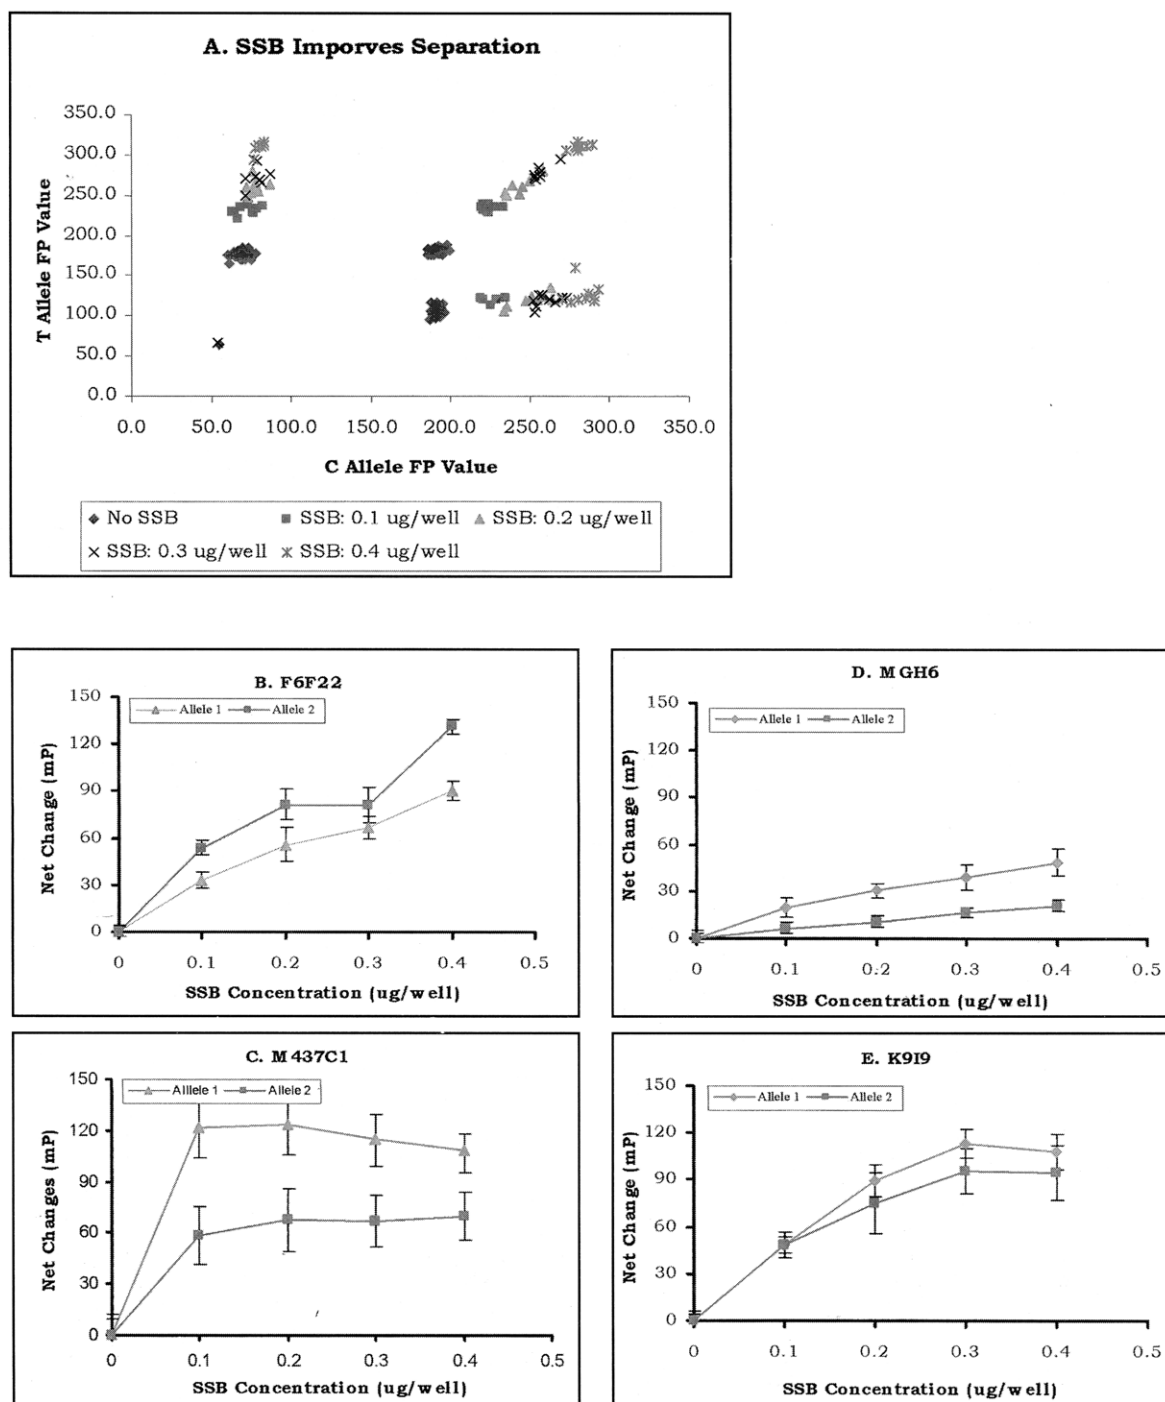 A. SSB Imporves Separation
350.0
300.0
250.0
200.0
150.0
100.0
50.0
0.0
T Allele FP Value
0.0 50.0 100.0 150.0 200.0 250.0 300.0 350.0
C Allele FP Value
No SSB SSB: 0.1 ug/well SSB: 0.2 ug/well
SSB: 0.3 ug/well SSB: 0.4 ug/well
B. F6F22
Allele 1 Allele 2
150
120
90
60
30
0
Net Change (mP)
0 0.1 0.2 0.3 0.4 0.5
SSB Concentration (ug/well)
D. MGH6
Allele 1 Allele 2
150
120
90
60
30
0
Net Change (mP)
0 0.1 0.2 0.3 0.4 0.5
SSB Concentration (ug/well)
C. M437C1
Alllele 1 Allele 2
150
120
90
60
30
0
Net Changes (mP)
0 0.1 0.2 0.3 0.4 0.5
SSB Concentration (ug/well)
E. K9I9
Allele 1 Allele 2
150
120
90
60
30
0
Net Change (mP)
0 0.1 0.2 0.3 0.4 0.5
SSB Concentration (ug/well)